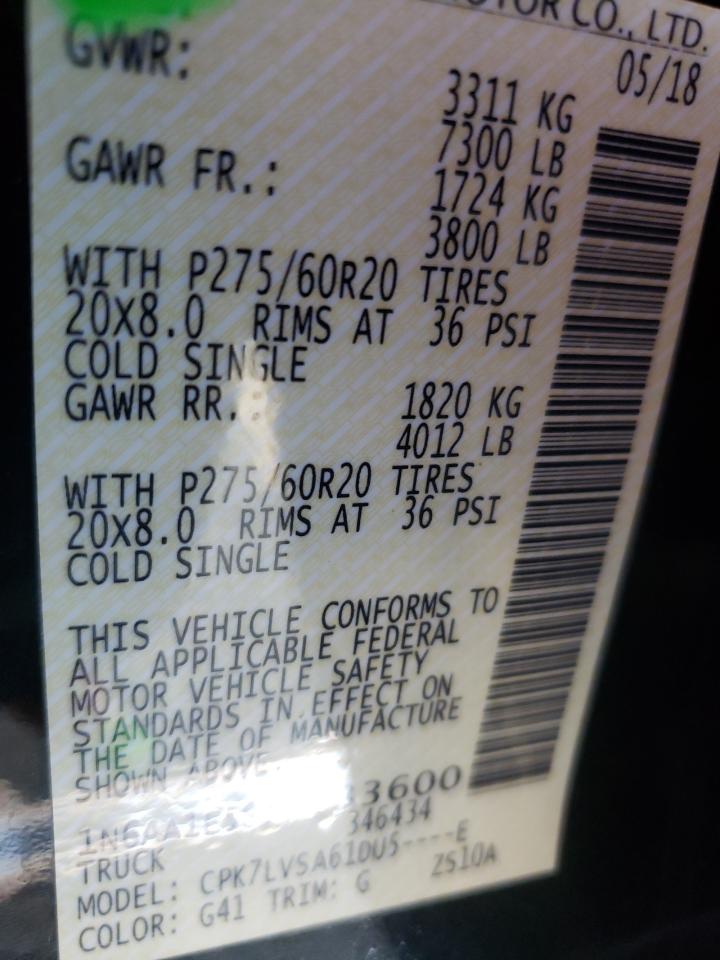 MOTOR CO., LTD.
05/18
GVWR:
3311 KG
7300 LB
GAWR FR.:
1724 KG
3800 LB
WITH P275/60R20 TIRES
20X8.0 RIMS AT 36 PSI
COLD SINGLE
GAWR RR.:
1820 KG
4012 LB
WITH P275/60R20 TIRES
20X8.0 RIMS AT 36 PSI
COLD SINGLE
THIS VEHICLE CONFORMS TO
ALL APPLICABLE FEDERAL
MOTOR VEHICLE SAFETY
STANDARDS IN EFFECT ON
THE DATE OF MANUFACTURE
SHOWN ABOVE
3600
346434
TRUCK
MODEL: CPK7LVSA61DU5----E
COLOR: G41 TRIM: G ZS10A